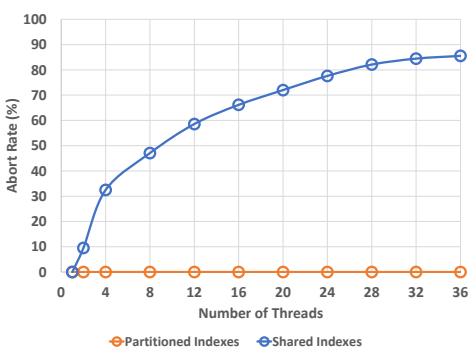 100
90
80
70
60
50
40
30
20
10
0
Abort Rate (%)
0 4 8 12 16 20 24 28 32 36
Number of Threads
Partitioned Indexes Shared Indexes